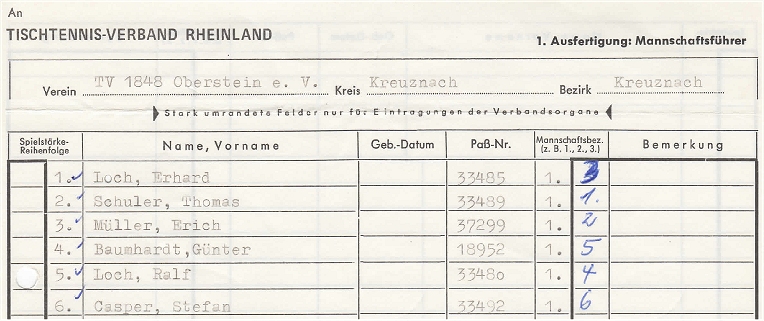 An
TISCHTENNIS-VERBAND RHEINLAND
1. Ausfertigung: Mannschaftsführer
Verein TV 1848 Oberstein e. V. Kreis Kreuznach Bezirk Kreuznach
Stark umrandete Felder nur für Eintragungen der Verbandsorgane
Spielstärke-Reihenfolge Name, Vorname Geb.-Datum Paß-Nr. Mannschaftsbez. (z. B. 1., 2., 3.) Bemerkung
1. Loch, Erhard 33485 1. 3
2. Schuler, Thomas 33489 1. 1.
3. Müller, Erich 37299 1. 2
4. Baumhardt,Günter 18952 1. 5
5. Loch, Ralf 33480 1. 4
6. Casper, Stefan 33492 1. 6